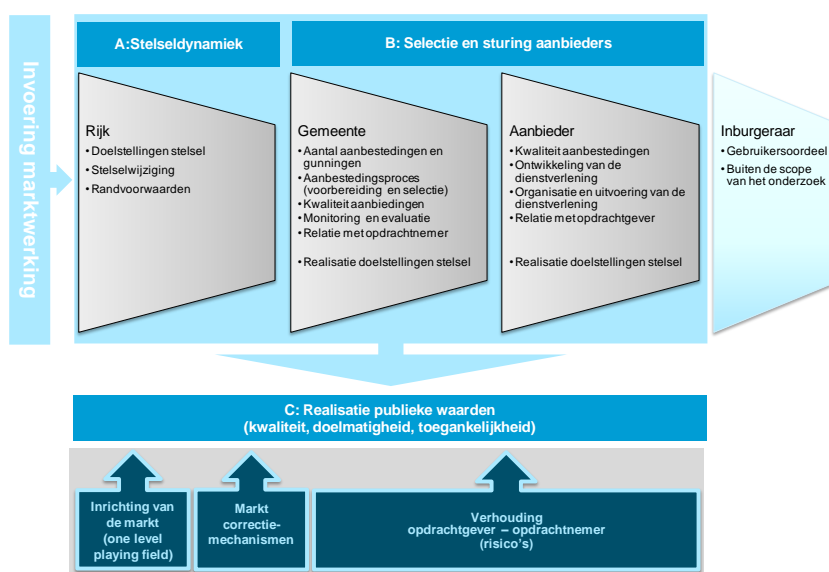 Invoering marktwerking
A:Stelseldynamiek
B: Selectie en sturing aanbieders
Rijk
•Doelstellingen stelsel
•Stelselwijziging
•Randvoorwaarden
Gemeente
•Aantal aanbestedingen en
gunningen
•Aanbestedingsproces
(voorbereiding en selectie)
•Kwaliteit aanbiedingen
•Monitoring en evaluatie
•Relatie met opdrachtnemer
•Realisatie doelstellingen stelsel
Aanbieder
•Kwaliteit aanbestedingen
•Ontwikkeling van de
dienstverlening
•Organisatie en uitvoering van de
dienstverlening
•Relatie met opdrachtgever
•Realisatie doelstellingen stelsel
Inburgeraar
•Gebruikersoordeel
•Buiten de scope
van het onderzoek
C: Realisatie publieke waarden
(kwaliteit, doelmatigheid, toegankelijkheid)
Inrichting van
de markt
(one level
playing field)
Markt
correctie-
mechanismen
Verhouding
opdrachtgever – opdrachtnemer
(risico's)